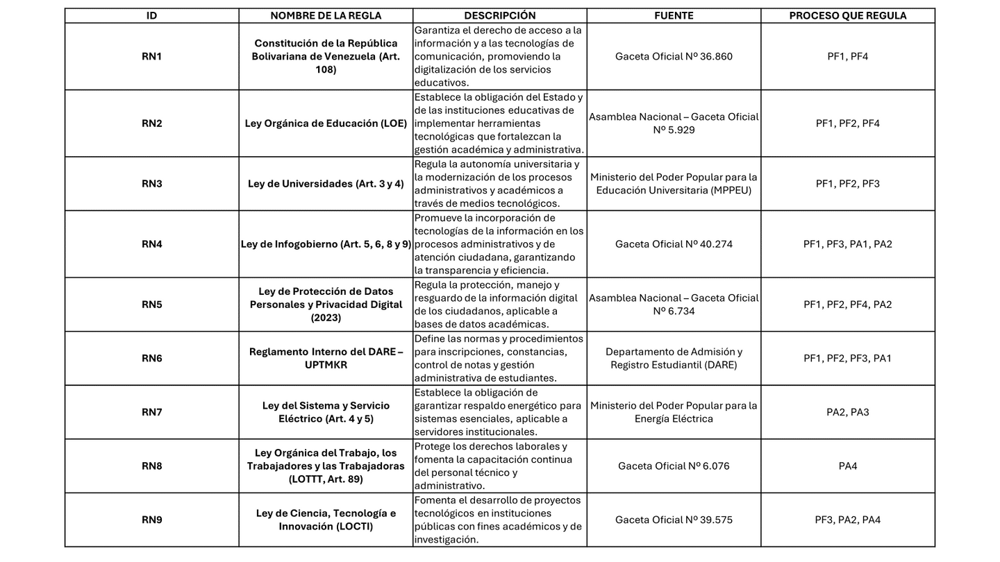 ID NOMBRE DE LA REGLA DESCRIPCIÓN FUENTE PROCESO QUE REGULA
RN1
Constitución de la República
Bolivariana de Venezuela (Art.
108)
Garantiza el derecho de acceso a la
información y a las tecnologías de
comunicación, promoviendo la
digitalización de los servicios
educativos.
Gaceta Oficial Nº 36.860
PF1, PF4
RN2
Ley Orgánica de Educación (LOE)
Establece la obligación del Estado y
de las instituciones educativas de
implementar herramientas
tecnológicas que fortalezcan la
gestión académica y administrativa.
Asamblea Nacional – Gaceta Oficial
Nº 5.929
PF1, PF2, PF4
RN3
Ley de Universidades (Art. 3 y 4)
Regula la autonomía universitaria y
la modernización de los procesos
administrativos y académicos a
través de medios tecnológicos.
Ministerio del Poder Popular para la
Educación Universitaria (MPPEU)
PF1, PF2, PF3
RN4
Ley de Infogobierno (Art. 5, 6, 8 y 9)
Promueve la incorporación de
tecnologías de la información en los
procesos administrativos y de
atención ciudadana, garantizando
la transparencia y eficiencia.
Gaceta Oficial Nº 40.274
PF1, PF3, PA1, PA2
RN5
Ley de Protección de Datos
Personales y Privacidad Digital
(2023)
Regula la protección, manejo y
resguardo de la información digital
de los ciudadanos, aplicable a
bases de datos académicas.
Asamblea Nacional – Gaceta Oficial
Nº 6.734
PF1, PF2, PF4, PA2
RN6
Reglamento Interno del DARE –
UPTMKR
Define las normas y procedimientos
para inscripciones, constancias,
control de notas y gestión
administrativa de estudiantes.
Departamento de Admisión y
Registro Estudiantil (DARE)
PF1, PF2, PF3, PA1
RN7
Ley del Sistema y Servicio
Eléctrico (Art. 4 y 5)
Establece la obligación de
garantizar respaldo energético para
sistemas esenciales, aplicable a
servidores institucionales.
Ministerio del Poder Popular para la
Energía Eléctrica
PA2, PA3
RN8
Ley Orgánica del Trabajo, los
Trabajadores y las Trabajadoras
(LOTTT, Art. 89)
Protege los derechos laborales y
fomenta la capacitación continua
del personal técnico y
administrativo.
Gaceta Oficial Nº 6.076
PA4
RN9
Ley de Ciencia, Tecnología e
Innovación (LOCTI)
Fomenta el desarrollo de proyectos
tecnológicos en instituciones
públicas con fines académicos y de
investigación.
Gaceta Oficial Nº 39.575
PF3, PA2, PA4